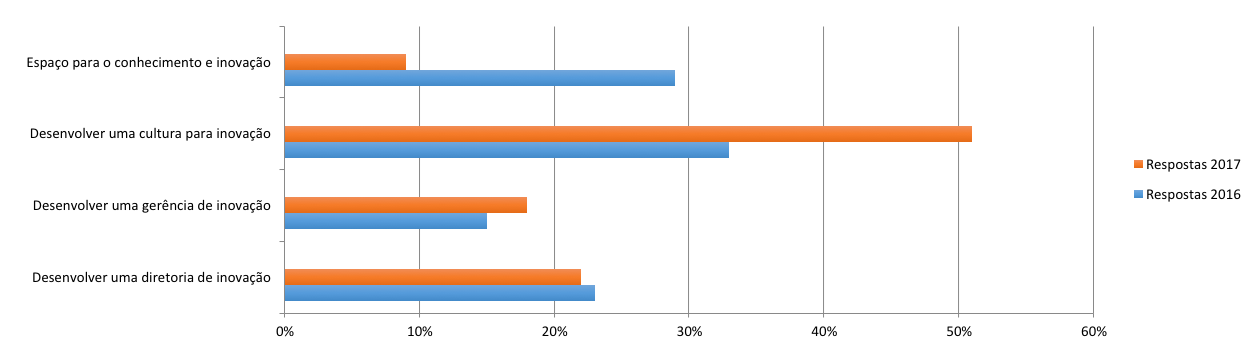 Espaço para o conhecimento e inovação
Desenvolver uma cultura para inovação
Desenvolver uma gerência de inovação
Desenvolver uma diretoria de inovação
0% 10% 20% 30% 40% 50% 60%
Respostas 2017
Respostas 2016